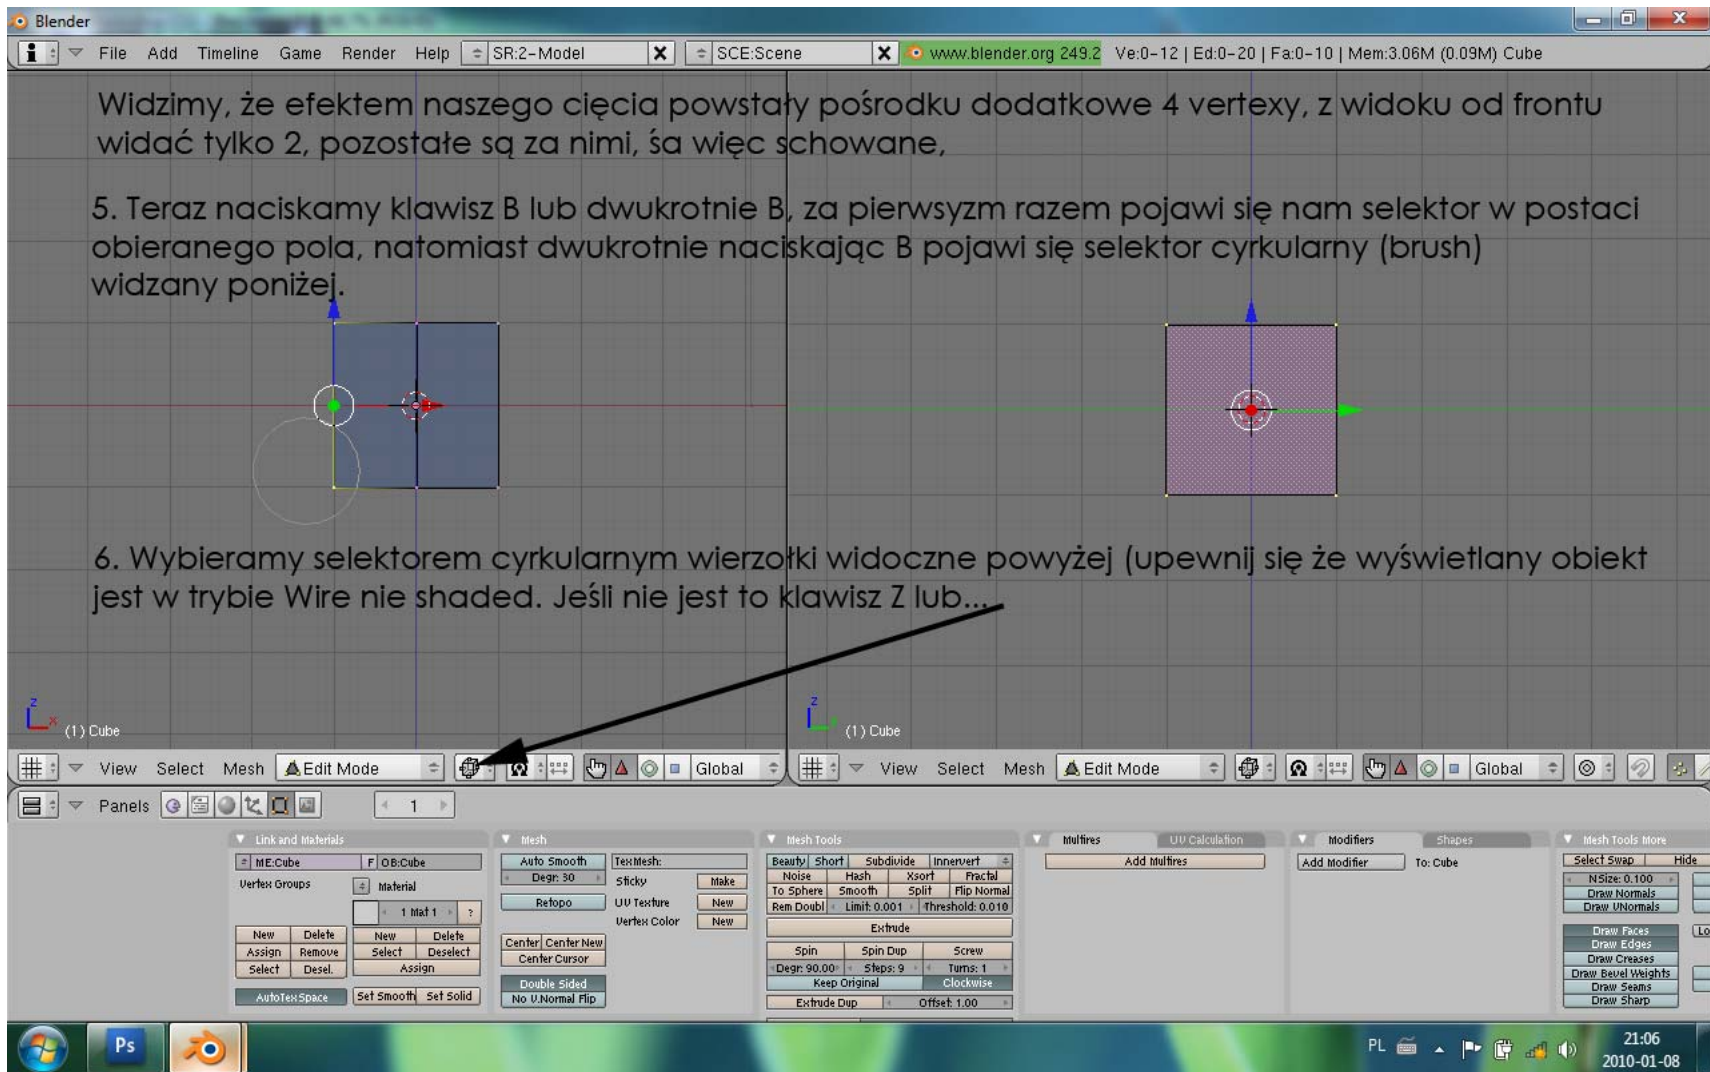 Blender
File Add Timeline Game Render Help SR:2-Model X SCE:Scene X www.blender.org 249.2 Ve:0-12 | Ed:0-20 | Fa:0-10 | Mem:3.06M (0.09M) Cube
Widzimy, że efektem naszego cięcia powstały pośrodku dodatkowe 4 vertexy, z widoku od frontu
widać tylko 2, pozostałe są za nimi, śa więc schowane,
5. Teraz naciskamy klawisz B lub dwukrotnie B, za pierwsyzm razem pojawi się nam selektor w postaci
obieranego pola, natomiast dwukrotnie naciskając B pojawi się selektor cyrkularny (brush)
widzany poniżej.
6. Wybieramy selektorem cyrkularnym wierzołki widoczne powyżej (upewnij się że wyświetlany obiekt
jest w trybie Wire nie shaded. Jeśli nie jest to klawisz Z lub...
z x (1) Cube
z (1) Cube
View Select Mesh Edit Mode Global
View Select Mesh Edit Mode Global
Panels 1
Link and Materials
ME:Cube F OB:Cube
Vertex Groups
Material
1 Mat 1 ?
New Delete New Delete
Assign Remove Select Deselect
Select Desel. Assign
AutoTexSpace Set Smooth Set Solid
Mesh
Auto Smooth TexMesh:
Degr: 30 Sticky Make
Retopo UV Texture New
Vertex Color New
Center Center New
Center Cursor
Double Sided
No V.Normal Flip
Mesh Tools
Beauty Short Subdivide Innervert
Noise Hash Xsort Fractal
To Sphere Smooth Split Flip Normal
Rem Doubl Limit: 0.001 Threshold: 0.010
Extrude
Spin Spin Dup Screw
Degr: 90.00 Steps: 9 Turns: 1
Keep Original Clockwise
Extrude Dup Offset: 1.00
Multires UV Calculation
Add Multires
Modifiers Shapes
Add Modifier To: Cube
Mesh Tools More
Select Swap Hide
NSize: 0.100
Draw Normals
Draw VNormals
Draw Faces Lo
Draw Edges
Draw Creases
Draw Bevel Weights
Draw Seams
Draw Sharp
Ps
PL
21:06
2010-01-08